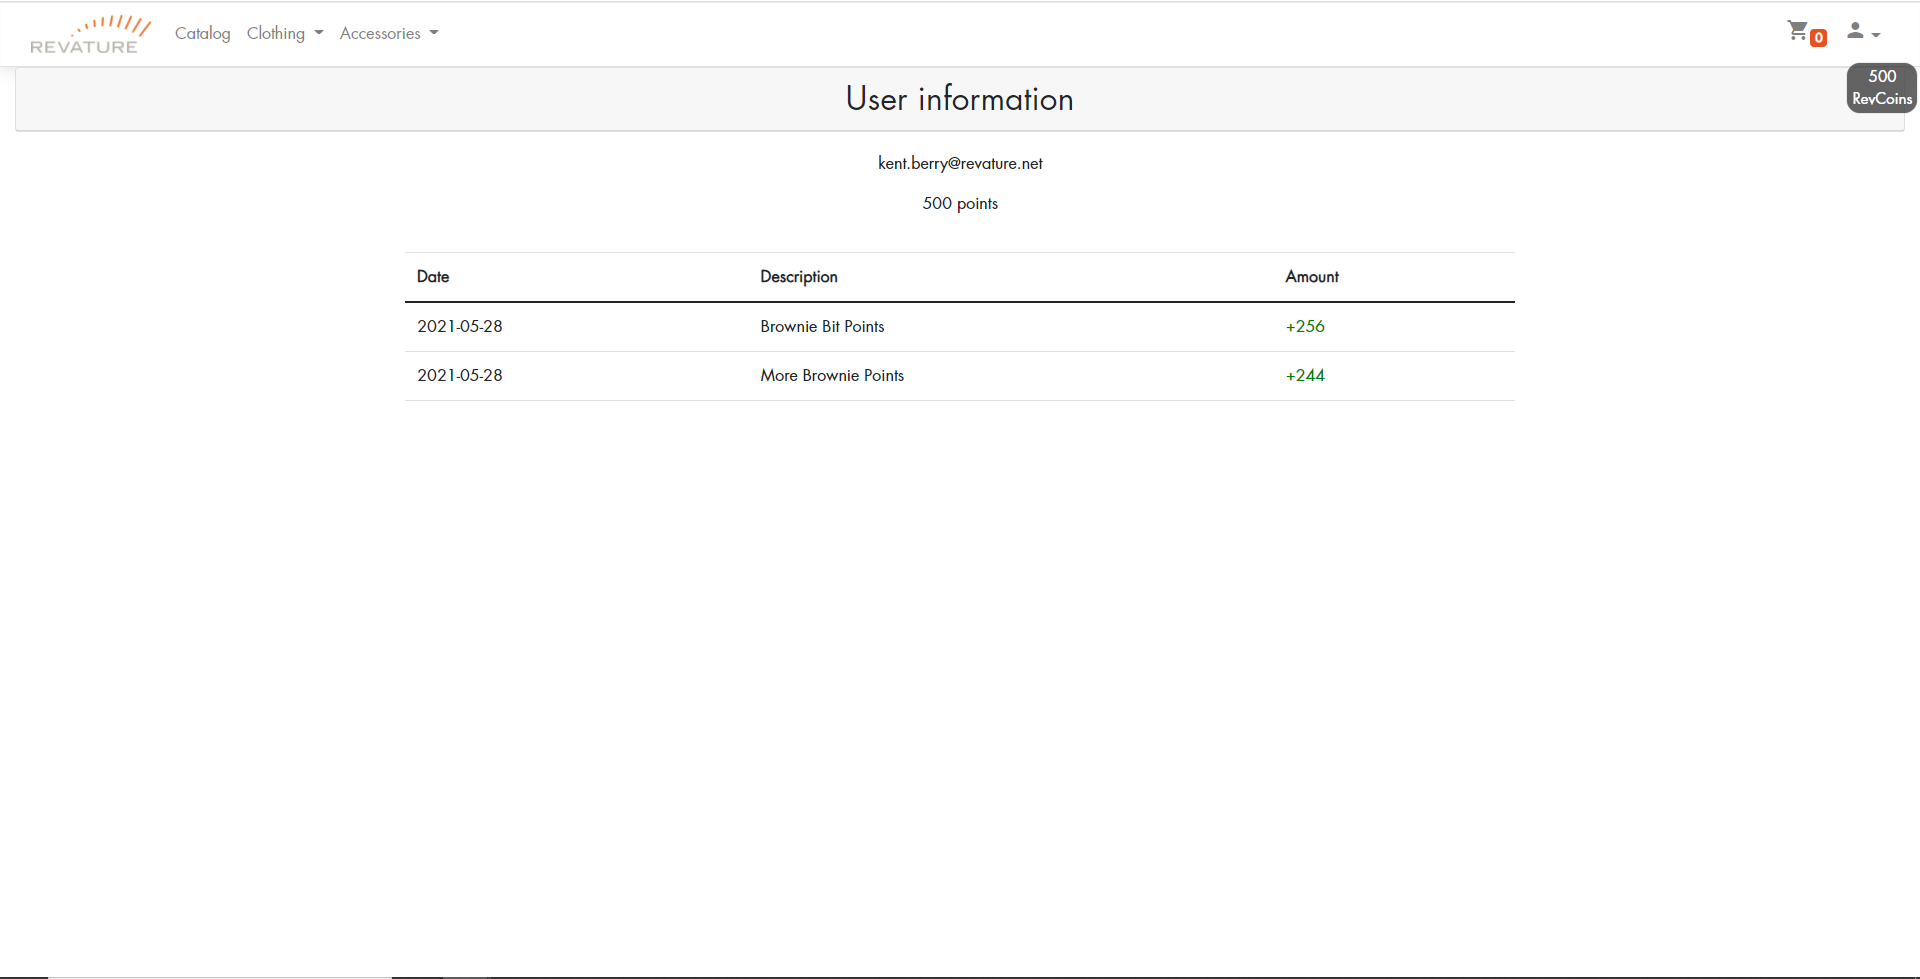 REVATURE Catalog Clothing Accessories 0
500
RevCoins
User information
kent.berry@revature.net
500 points
Date Description Amount
2021-05-28 Brownie Bit Points +256
2021-05-28 More Brownie Points +244